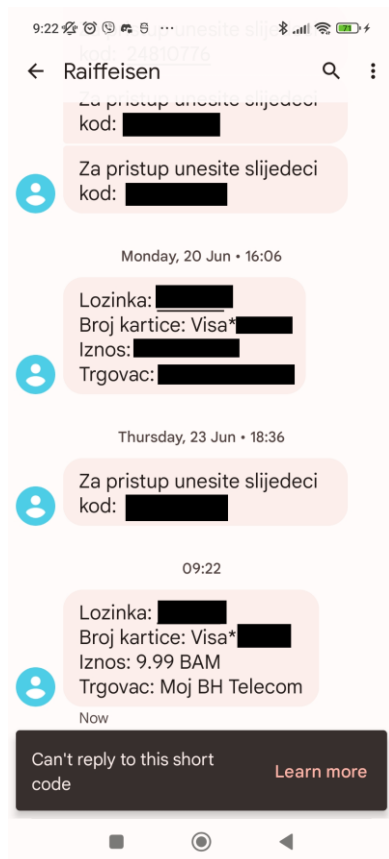 9:22
kod: 24810776
Raiffeisen
Za pristup unesite slijedeci
kod:
Za pristup unesite slijedeci
kod:
Monday, 20 Jun • 16:06
Lozinka:
Broj kartice: Visa*
Iznos:
Trgovac:
Thursday, 23 Jun • 18:36
Za pristup unesite slijedeci
kod:
09:22
Lozinka:
Broj kartice: Visa*
Iznos: 9.99 BAM
Trgovac: Moj BH Telecom
Now
Can't reply to this short
code
Learn more